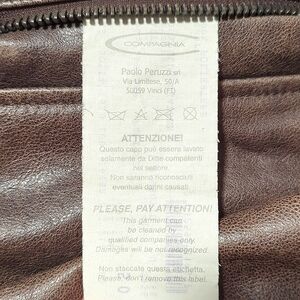 COMPAGNIA
Paolo Peruzzi srl
Via Limitese, 50/A
50059 Vinci (FI)
ATTENZIONE!
Questo capo può essere lavato
solamente da Ditte competenti
nel settore.
Non saranno riconosciuti
eventuali danni causati.
PLEASE, PAY ATTENTION!
This garment can
be cleaned by
qualified companies only.
Damages will be not recognized.
Non staccate questa etichetta.
Please, don't remove this label.